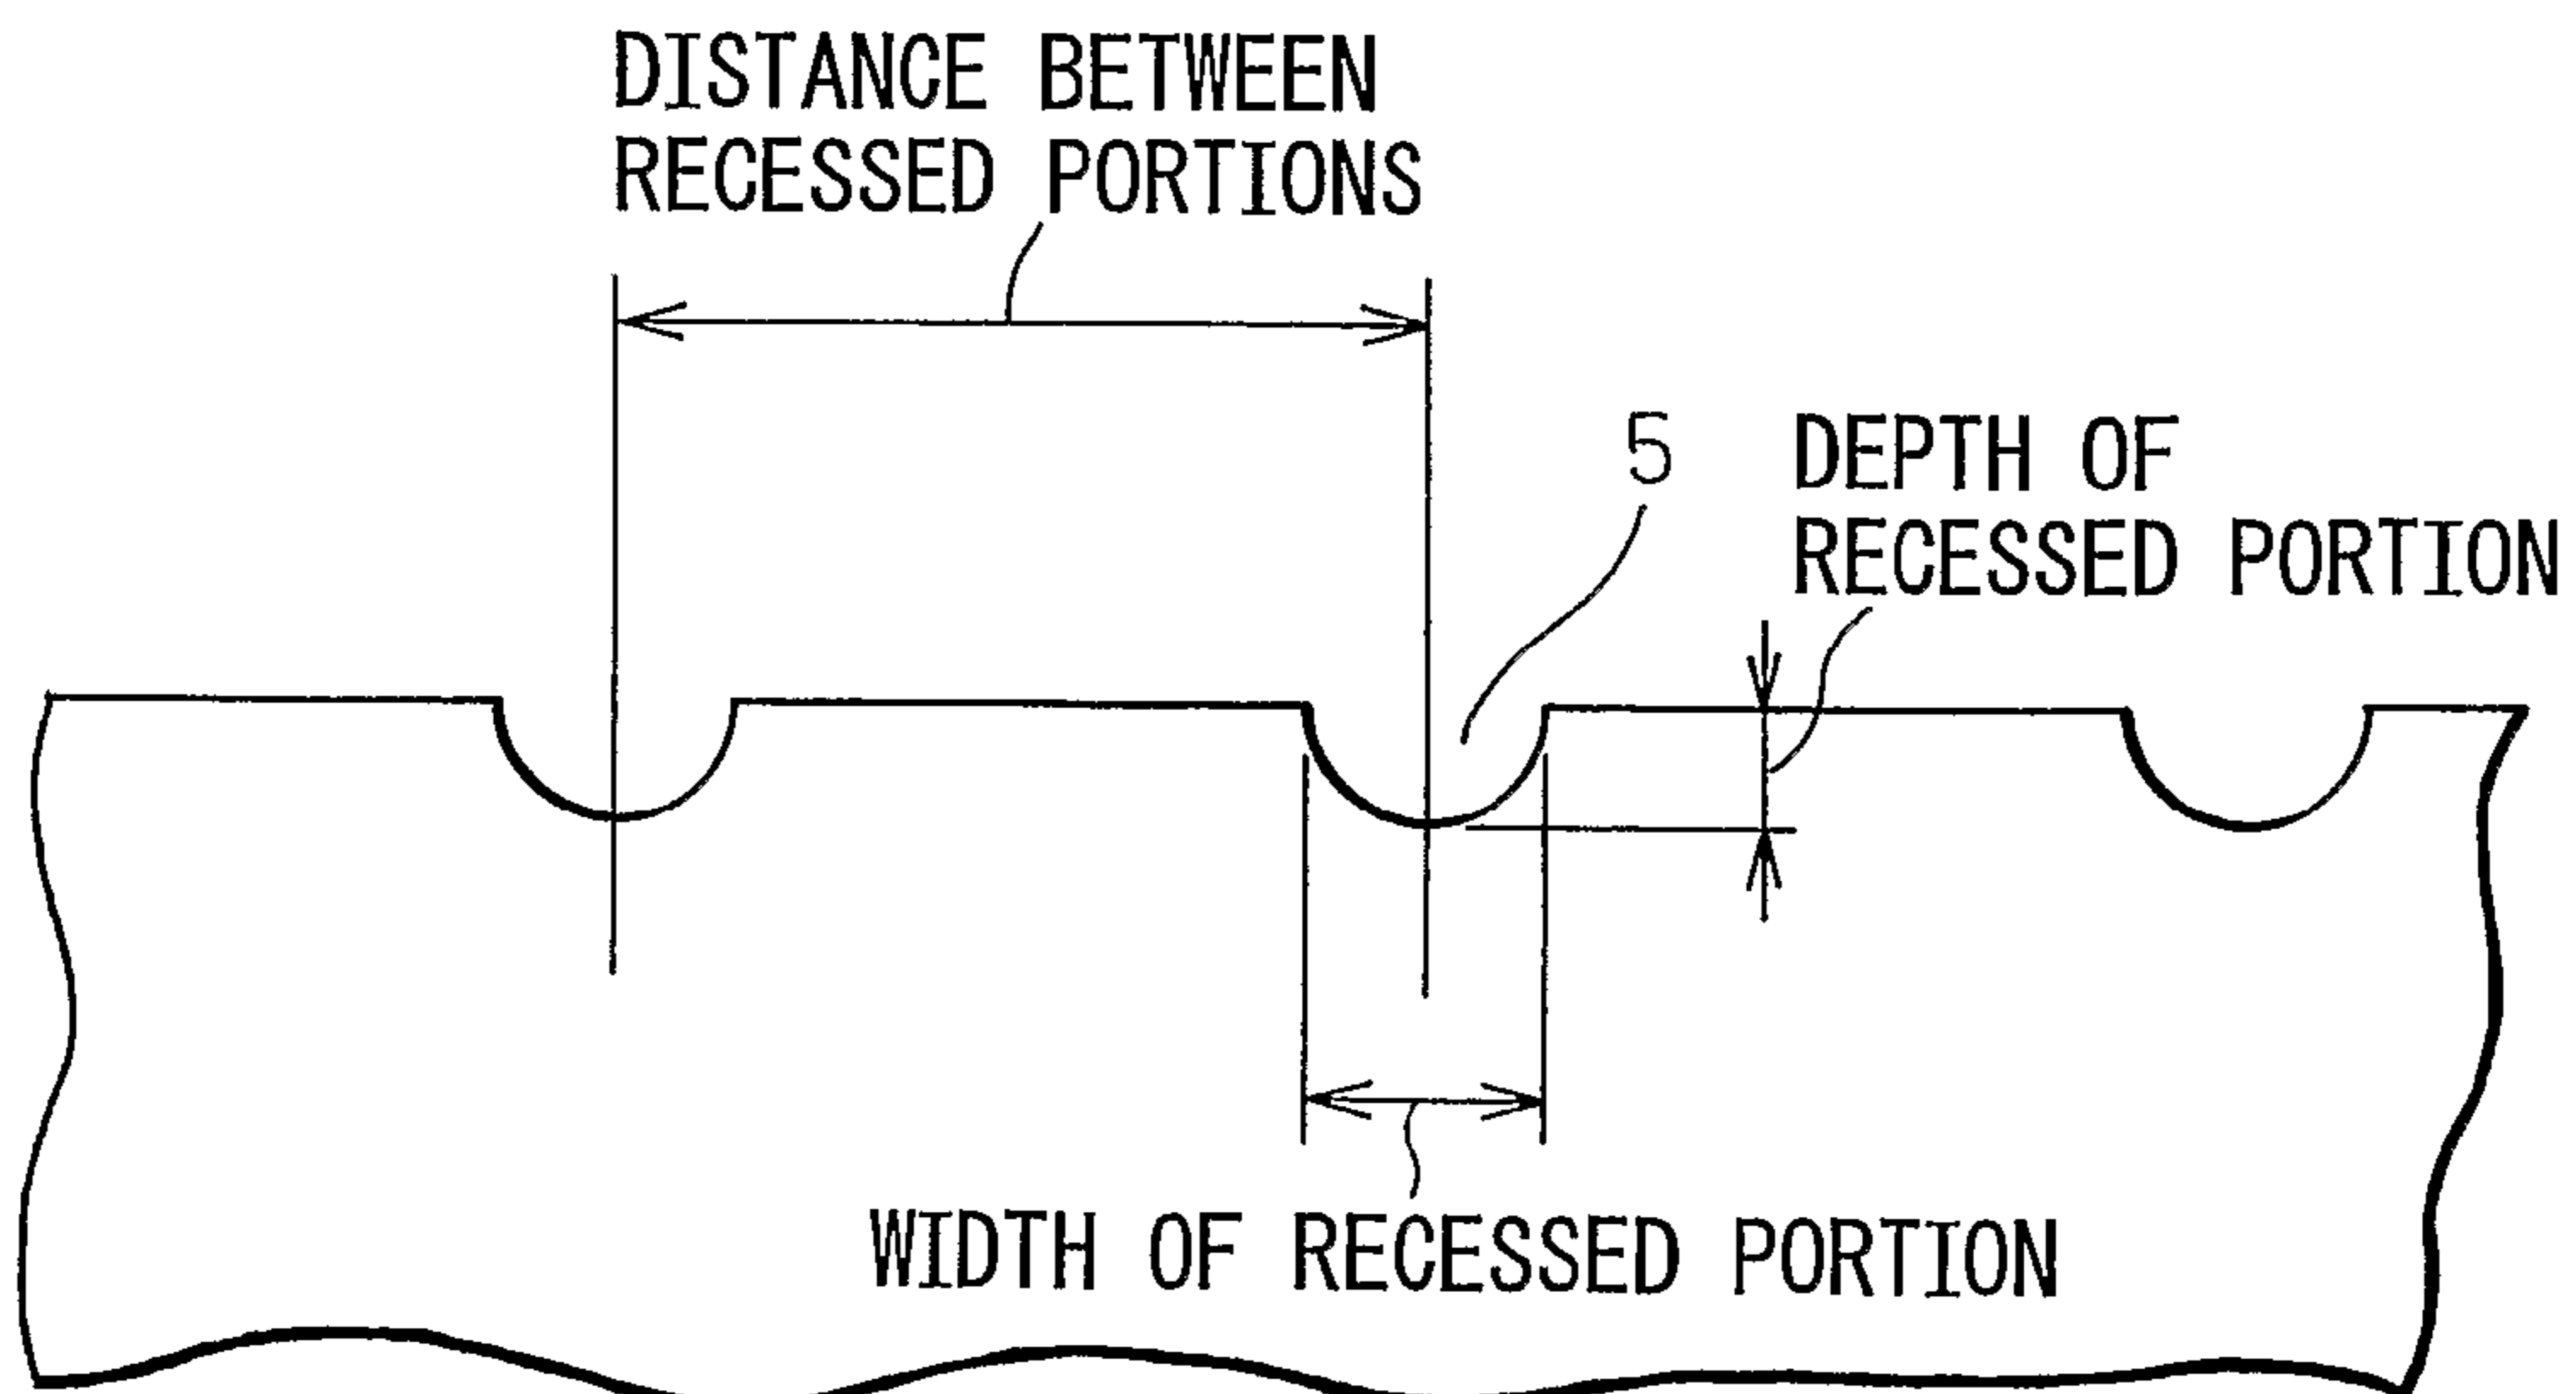 DISTANCE BETWEEN
RECESSED PORTIONS
5
DEPTH OF
RECESSED PORTION
WIDTH OF RECESSED PORTION